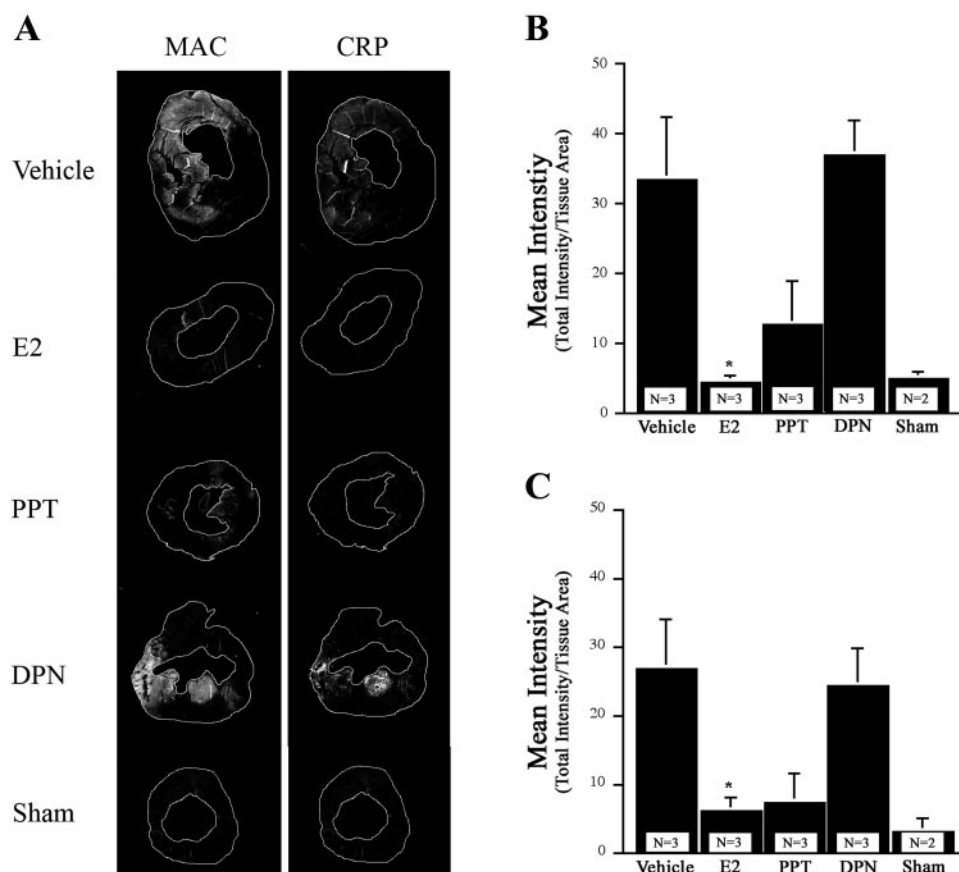 A
MAC CRP
Vehicle
E2
PPT
DPN
Sham
B
Mean Intenstiy
(Total Intensity/Tissue Area)
50
40
30
20
10
0
*
N=3 N=3 N=3 N=3 N=2
Vehicle E2 PPT DPN Sham
C
Mean Intensity
(Total Intensity/Tissue Area)
50
40
30
20
10
0
*
N=3 N=3 N=3 N=3 N=2
Vehicle E2 PPT DPN Sham